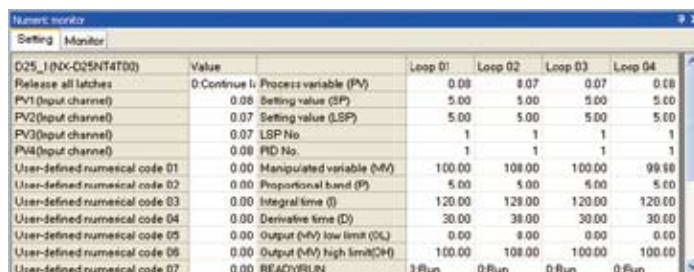 Numeric monitor
Setting Monitor
D25_1(NX-D25NT4T00) Value Loop 01 Loop 02 Loop 03 Loop 04
Release all latches 0:Continue la Process variable (PV) 0.08 0.07 0.07 0.08
PV1(Input channel) 0.08 Setting value (SP) 5.00 5.00 5.00 5.00
PV2(Input channel) 0.07 Setting value (LSP) 5.00 5.00 5.00 5.00
PV3(Input channel) 0.07 LSP No. 1 1 1 1
PV4(Input channel) 0.08 PID No. 1 1 1 1
User-defined numerical code 01 0.00 Manipulated variable (MV) 100.00 100.00 100.00 99.98
User-defined numerical code 02 0.00 Proportional band (P) 5.00 5.00 5.00 5.00
User-defined numerical code 03 0.00 Integral time (I) 120.00 120.00 120.00 120.00
User-defined numerical code 04 0.00 Derivative time (D) 30.00 30.00 30.00 30.00
User-defined numerical code 05 0.00 Output (MV) low limit (OL) 0.00 0.00 0.00 0.00
User-defined numerical code 06 0.00 Output (MV) high limit(OH) 100.00 100.00 100.00 100.00
User-defined numerical code 07 0.00 READY/RUN 0:Run 0:Run 0:Run